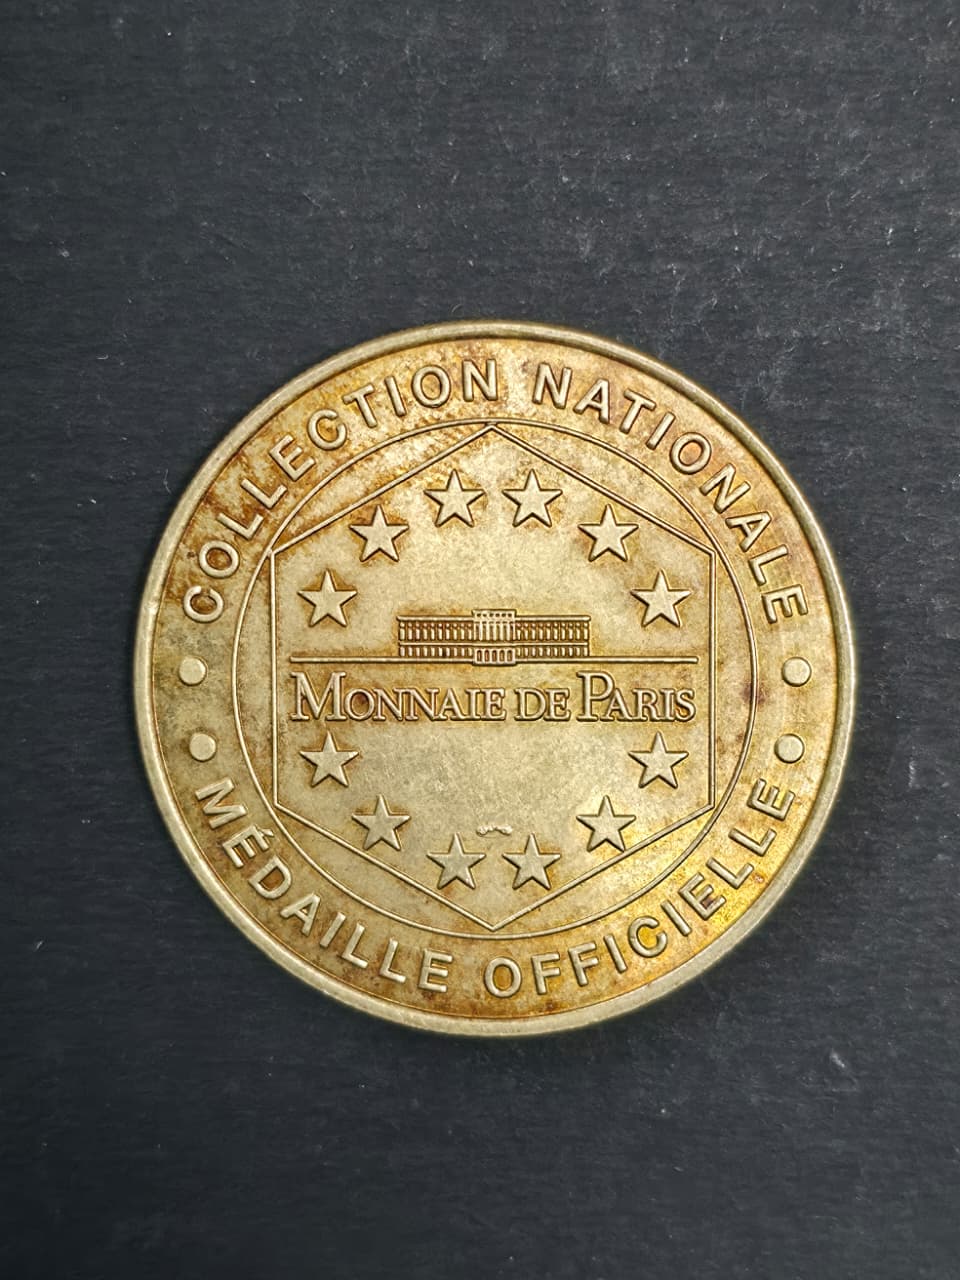 COLLECTION NATIONALE
MONNAIE DE PARIS
MÉDAILLE OFFICIELLE